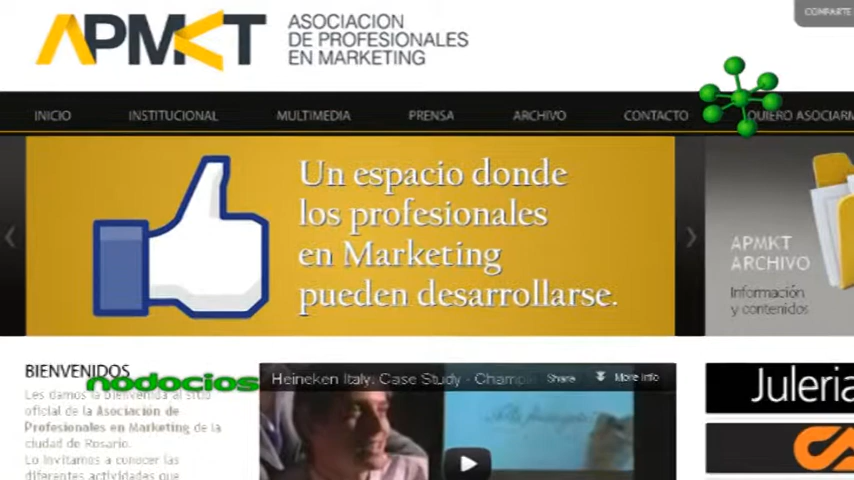 APMKT
ASOCIACION
DE PROFESIONALES
EN MARKETING
COMPARTE
INICIO
INSTITUCIONAL
MULTIMEDIA
PRENSA
ARCHIVO
CONTACTO
QUIERO ASOCIARM
Un espacio donde
los profesionales
en Marketing
pueden desarrollarse.
APMKT
ARCHIVO
Información
y contenidos
BIENVENIDOS
nodocios
Les damos la bienvenida al sitio
oficial de la Asociación de
Profesionales en Marketing de la
ciudad de Rosario.
Lo invitamos a conocer las
diferentes actividades que
Heineken Italy. Case Study - Champ
Share
More info
Juleria